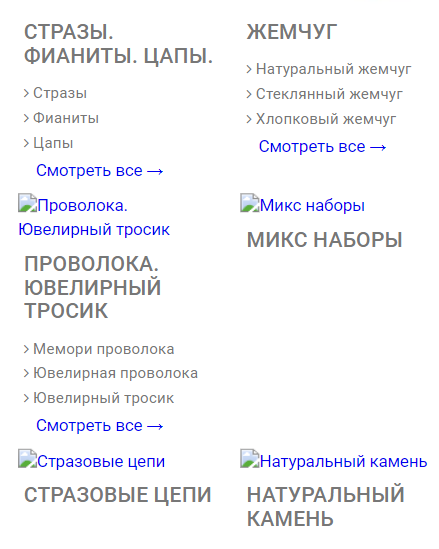 СТРАЗЫ.
ФИАНИТЫ. ЦАПЫ.
Стразы
Фианиты
Цапы
Смотреть все →
ЖЕМЧУГ
Натуральный жемчуг
Стеклянный жемчуг
Хлопковый жемчуг
Смотреть все →
Проволока.
Ювелирный тросик
ПРОВОЛОКА.
ЮВЕЛИРНЫЙ
ТРОСИК
Мемори проволока
Ювелирная проволока
Ювелирный тросик
Смотреть все →
Микс наборы
МИКС НАБОРЫ
Стразовые цепи
СТРАЗОВЫЕ ЦЕПИ
Натуральный камень
НАТУРАЛЬНЫЙ
КАМЕНЬ